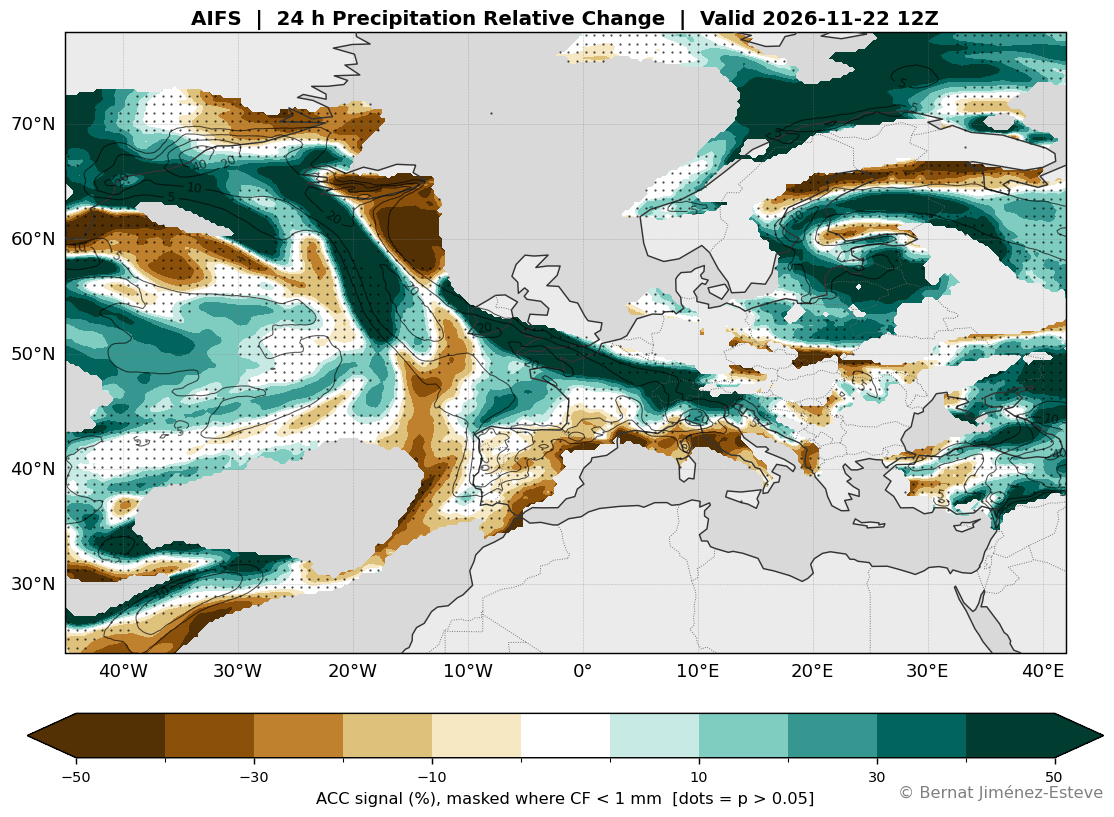 AIFS | 24 h Precipitation Relative Change | Valid 2026-11-22 12Z
70°N
60°N
50°N
40°N
30°N
40°W
30°W
20°W
10°W
0°
10°E
20°E
30°E
40°E
−50
−30
−10
10
30
50
ACC signal (%), masked where CF < 1 mm [dots = p > 0.05]
© Bernat Jiménez-Esteve